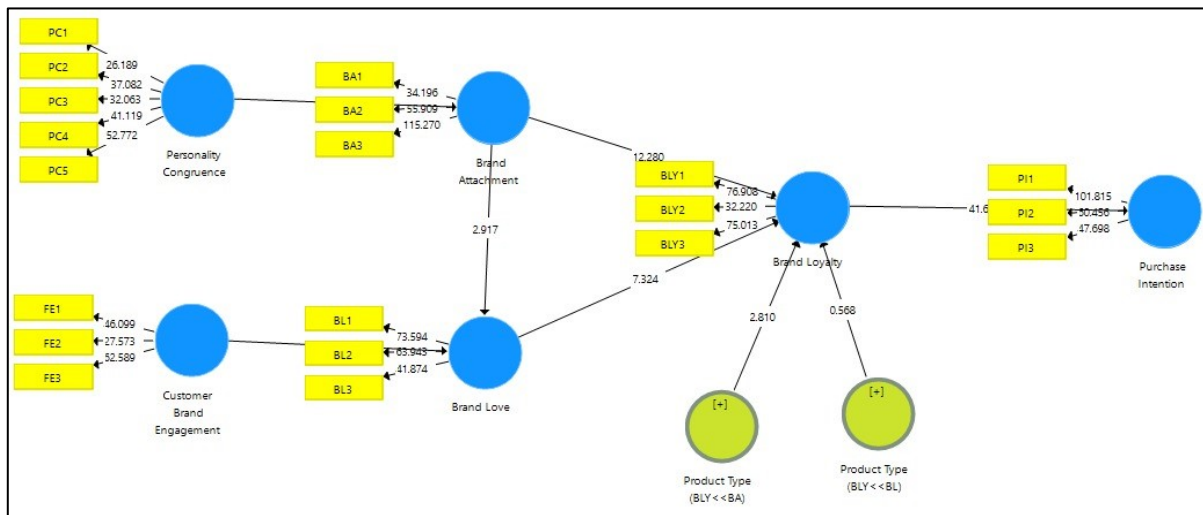 PC1
PC2
PC3
PC4
PC5
26.189
37.082
32.063
41.119
52.772
Personality
Congruence
BA1
BA2
BA3
34.196
55.909
115.270
Brand
Attachment
12.280
2.917
BLY1
BLY2
BLY3
76.908
32.220
75.013
Brand Loyalty
7.324
PI1
PI2
PI3
101.815
50.456
47.698
Purchase
Intention
FE1
FE2
FE3
46.099
27.573
52.589
Customer
Brand
Engagement
BL1
BL2
BL3
73.594
63.943
41.874
Brand Love
2.810
0.568
[+]
Product Type
(BLY<<BA)
[+]
Product Type
(BLY<<BL)